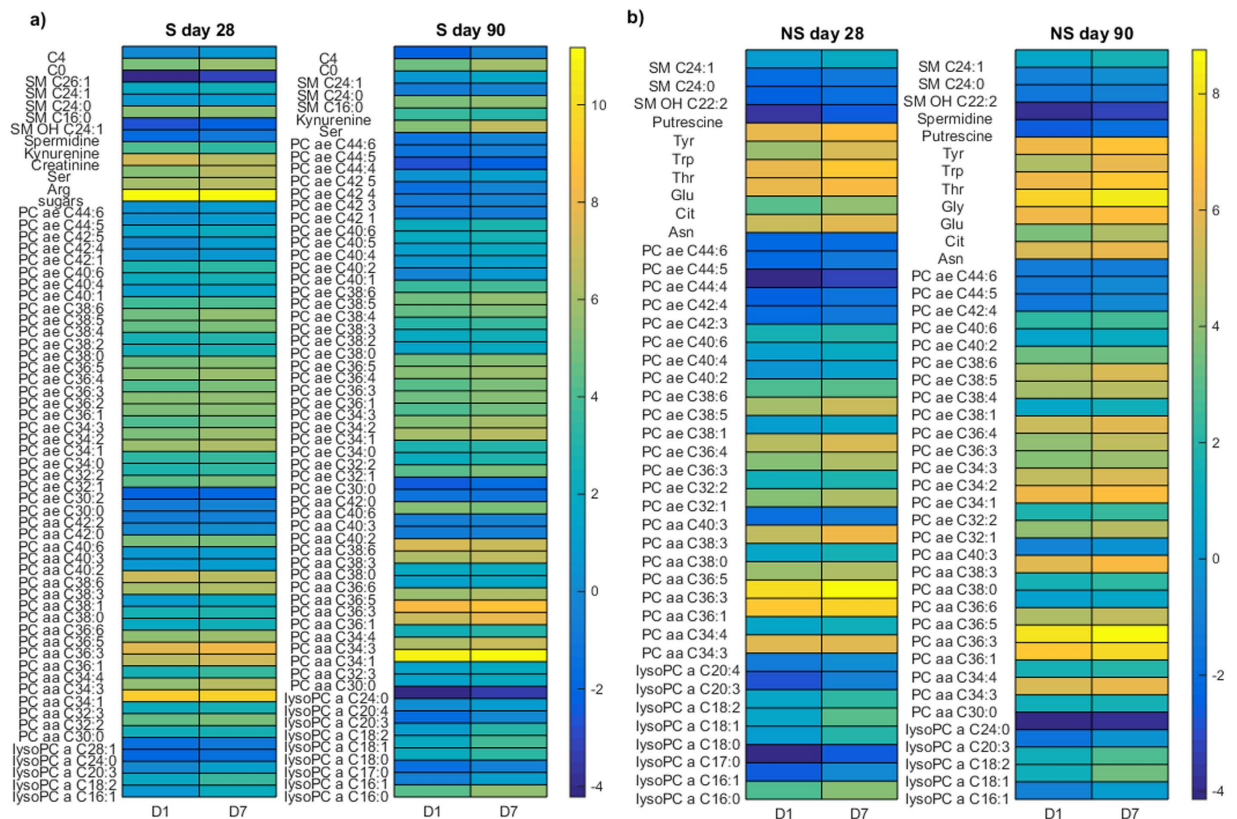 a)
S day 28
C4
C0
SM C26:1
SM C24:1
SM C24:0
SM C16:0
SM OH C24:1
Spermidine
Kynurenine
Creatinine
Ser
Arg
sugars
PC ae C44:6
PC ae C44:5
PC ae C42:5
PC ae C42:4
PC ae C42:1
PC ae C40:6
PC ae C40:4
PC ae C40:1
PC ae C38:6
PC ae C38:5
PC ae C38:4
PC ae C38:2
PC ae C38:0
PC ae C36:5
PC ae C36:4
PC ae C36:3
PC ae C36:2
PC ae C36:1
PC ae C34:3
PC ae C34:2
PC ae C34:1
PC ae C34:0
PC ae C32:2
PC ae C32:1
PC ae C30:2
PC ae C30:0
PC aa C42:2
PC aa C42:0
PC aa C40:6
PC aa C40:3
PC aa C40:2
PC aa C38:6
PC aa C38:3
PC aa C38:1
PC aa C38:0
PC aa C36:6
PC aa C36:5
PC aa C36:3
PC aa C36:1
PC aa C34:4
PC aa C34:3
PC aa C34:1
PC aa C32:3
PC aa C32:2
PC aa C30:0
lysoPC a C28:1
lysoPC a C24:0
lysoPC a C20:3
lysoPC a C18:2
lysoPC a C16:1
D1 D7
S day 90
C4
C0
SM C24:1
SM C24:0
SM C16:0
Kynurenine
Ser
PC ae C44:6
PC ae C44:5
PC ae C44:4
PC ae C42:5
PC ae C42:4
PC ae C42:3
PC ae C42:1
PC ae C40:6
PC ae C40:5
PC ae C40:4
PC ae C40:2
PC ae C40:1
PC ae C38:6
PC ae C38:5
PC ae C38:4
PC ae C38:3
PC ae C38:2
PC ae C38:0
PC ae C36:5
PC ae C36:4
PC ae C36:3
PC ae C36:1
PC ae C34:3
PC ae C34:2
PC ae C34:1
PC ae C34:0
PC ae C32:2
PC ae C32:1
PC ae C30:0
PC aa C42:0
PC aa C40:6
PC aa C40:3
PC aa C40:2
PC aa C38:6
PC aa C38:3
PC aa C38:0
PC aa C36:6
PC aa C36:5
PC aa C36:3
PC aa C36:1
PC aa C34:4
PC aa C34:3
PC aa C34:1
PC aa C32:3
PC aa C30:0
lysoPC a C24:0
lysoPC a C20:4
lysoPC a C20:3
lysoPC a C18:2
lysoPC a C18:1
lysoPC a C18:0
lysoPC a C17:0
lysoPC a C16:1
lysoPC a C16:0
D1 D7
10
8
6
4
2
0
-2
-4
b)
NS day 28
SM C24:1
SM C24:0
SM OH C22:2
Putrescine
Tyr
Trp
Thr
Glu
Cit
Asn
PC ae C44:6
PC ae C44:5
PC ae C44:4
PC ae C42:4
PC ae C42:3
PC ae C40:6
PC ae C40:4
PC ae C40:2
PC ae C38:6
PC ae C38:5
PC ae C38:1
PC ae C36:4
PC ae C36:3
PC ae C32:2
PC ae C32:1
PC aa C40:3
PC aa C38:3
PC aa C38:0
PC aa C36:5
PC aa C36:3
PC aa C36:1
PC aa C34:4
PC aa C34:3
lysoPC a C20:4
lysoPC a C20:3
lysoPC a C18:2
lysoPC a C18:1
lysoPC a C18:0
lysoPC a C17:0
lysoPC a C16:1
lysoPC a C16:0
D1 D7
NS day 90
SM C24:1
SM C24:0
SM OH C22:2
Spermidine
Putrescine
Tyr
Trp
Thr
Gly
Glu
Cit
Asn
PC ae C44:6
PC ae C44:5
PC ae C42:4
PC ae C40:6
PC ae C40:2
PC ae C38:6
PC ae C38:5
PC ae C38:4
PC ae C38:1
PC ae C36:4
PC ae C36:3
PC ae C34:3
PC ae C34:2
PC ae C34:1
PC ae C32:2
PC ae C32:1
PC aa C40:3
PC aa C38:3
PC aa C38:0
PC aa C36:6
PC aa C36:5
PC aa C36:3
PC aa C36:1
PC aa C34:4
PC aa C34:3
PC aa C30:0
lysoPC a C24:0
lysoPC a C20:3
lysoPC a C18:2
lysoPC a C18:1
lysoPC a C16:1
D1 D7
8
6
4
2
0
-2
-4